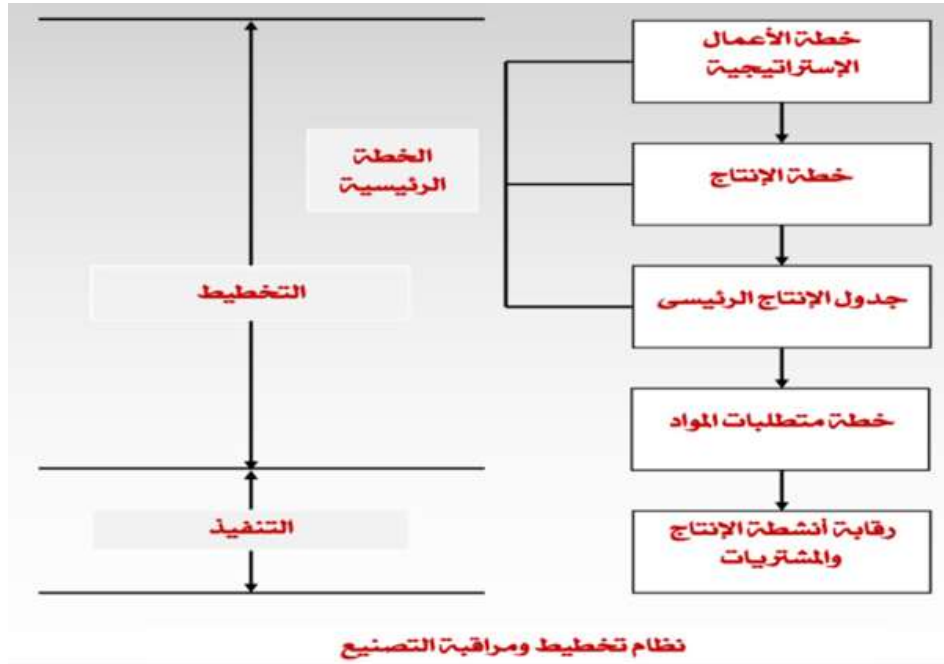 خطة الأعمال
الإستراتيجية
خطة الإنتاج
جدول الإنتاج الرئيسى
خطة متطلبات المواد
رقابة أنشطة الإنتاج
والمشتريات
الخطة
الرئيسية
التخطيط
التنفيذ
نظام تخطيط ومراقبة التصنيع